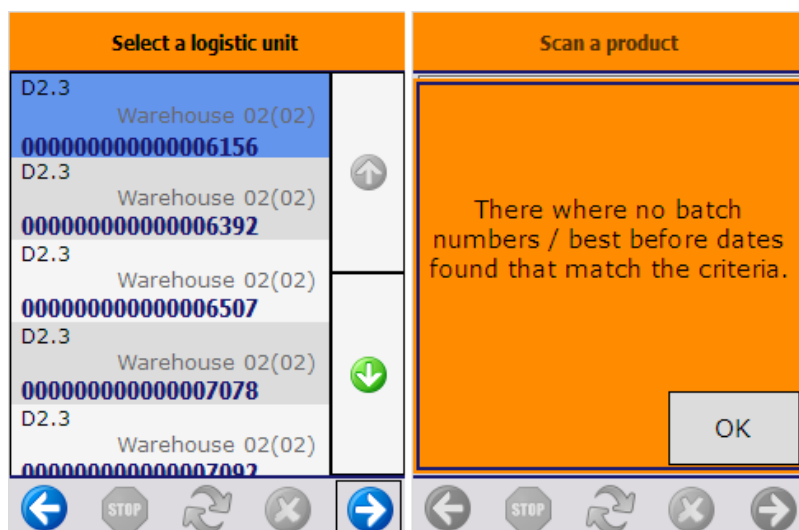 Select a logistic unit
D2.3
Warehouse 02(02)
000000000000006156
D2.3
Warehouse 02(02)
000000000000006392
D2.3
Warehouse 02(02)
000000000000006507
D2.3
Warehouse 02(02)
000000000000007078
D2.3
Warehouse 02(02)
000000000000007092
STOP
Scan a product
There where no batch
numbers / best before dates
found that match the criteria.
OK
STOP